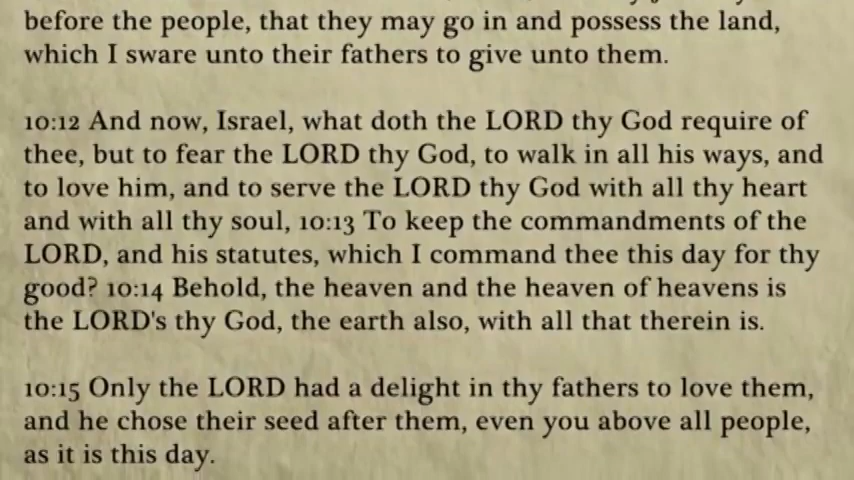 before the people, that they may go in and possess the land,
which I sware unto their fathers to give unto them.
10:12 And now, Israel, what doth the LORD thy God require of
thee, but to fear the LORD thy God, to walk in all his ways, and
to love him, and to serve the LORD thy God with all thy heart
and with all thy soul, 10:13 To keep the commandments of the
LORD, and his statutes, which I command thee this day for thy
good? 10:14 Behold, the heaven and the heaven of heavens is
the LORD's thy God, the earth also, with all that therein is.
10:15 Only the LORD had a delight in thy fathers to love them,
and he chose their seed after them, even you above all people,
as it is this day.